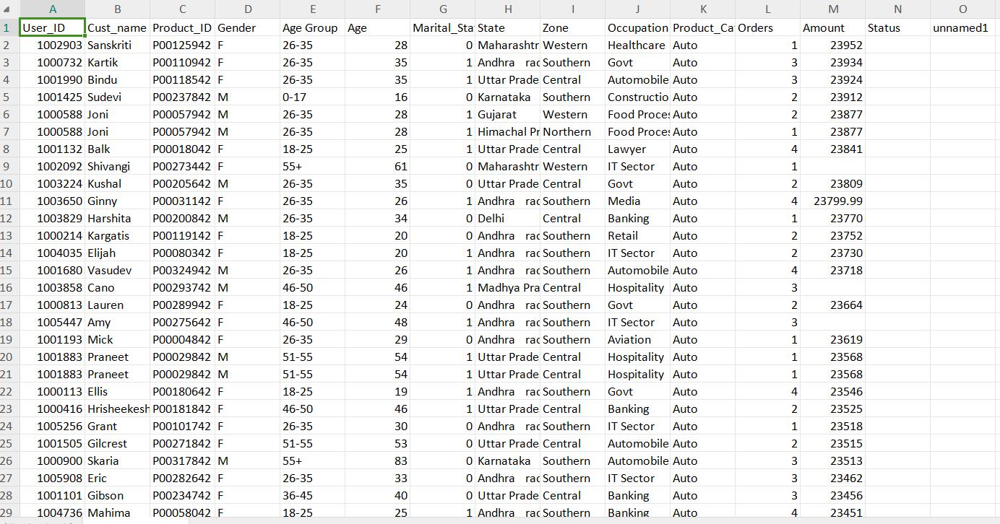 A B C D E F G H I J K L M N O
1 User_ID Cust_name Product_ID Gender Age Group Age Marital_Sta State Zone Occupation Product_Ca Orders Amount Status unnamed1
2 1002903 Sanskriti P00125942 F 26-35 28 0 Maharashtr Western Healthcare Auto 1 23952
3 1000732 Kartik P00110942 F 26-35 35 1 Andhra Southern Govt Auto 3 23934
4 1001990 Bindu P00118542 F 26-35 35 1 Uttar Prade Central Automobile Auto 3 23924
5 1001425 Sudevi P00237842 M 0-17 16 0 Karnataka Southern Constructio Auto 2 23912
6 1000588 Joni P00057942 M 26-35 28 1 Gujarat Western Food Proces Auto 2 23877
7 1000588 Joni P00057942 M 26-35 28 1 Himachal Pr Northern Food Proces Auto 1 23877
8 1001132 Balk P00018042 F 18-25 25 1 Uttar Prade Central Lawyer Auto 4 23841
9 1002092 Shivangi P00273442 F 55+ 61 0 Maharashtr Western IT Sector Auto 1
10 1003224 Kushal P00205642 M 26-35 35 0 Uttar Prade Central Govt Auto 2 23809
11 1003650 Ginny P00031142 F 26-35 26 1 Andhra Southern Media Auto 4 23799.99
12 1003829 Harshita P00200842 M 26-35 34 0 Delhi Central Banking Auto 1 23770
13 1000214 Kargatis P00119142 F 18-25 20 0 Andhra Southern Retail Auto 2 23752
14 1004035 Elijah P00080342 F 18-25 20 1 Andhra Southern IT Sector Auto 2 23730
15 1001680 Vasudev P00324942 M 26-35 26 1 Andhra Southern Automobile Auto 4 23718
16 1003858 Cano P00293742 M 46-50 46 1 Madhya Pra Central Hospitality Auto 3
17 1000813 Lauren P00289942 F 18-25 24 0 Andhra Southern Govt Auto 2 23664
18 1005447 Amy P00275642 F 46-50 48 1 Andhra Southern IT Sector Auto 3
19 1001193 Mick P00004842 F 26-35 29 0 Andhra Southern Aviation Auto 1 23619
20 1001883 Praneet P00029842 M 51-55 54 1 Uttar Prade Central Hospitality Auto 1 23568
21 1001883 Praneet P00029842 M 51-55 54 1 Uttar Prade Central Hospitality Auto 1 23568
22 1000113 Ellis P00180642 F 18-25 19 1 Andhra Southern Govt Auto 4 23546
23 1000416 Hrisheekesh P00181842 F 46-50 46 1 Uttar Prade Central Banking Auto 2 23525
24 1005256 Grant P00101742 F 26-35 30 0 Andhra Southern IT Sector Auto 1 23518
25 1001505 Gilcrest P00271842 F 51-55 53 0 Uttar Prade Central Automobile Auto 2 23515
26 1000900 Skaria P00317842 M 55+ 83 0 Karnataka Southern Automobile Auto 3 23513
27 1005908 Eric P00282642 F 26-35 33 0 Andhra Southern IT Sector Auto 3 23462
28 1001101 Gibson P00234742 F 36-45 40 0 Uttar Prade Central Banking Auto 3 23456
29 1004736 Mahima P00058042 F 18-25 25 1 Andhra Southern Banking Auto 4 23451